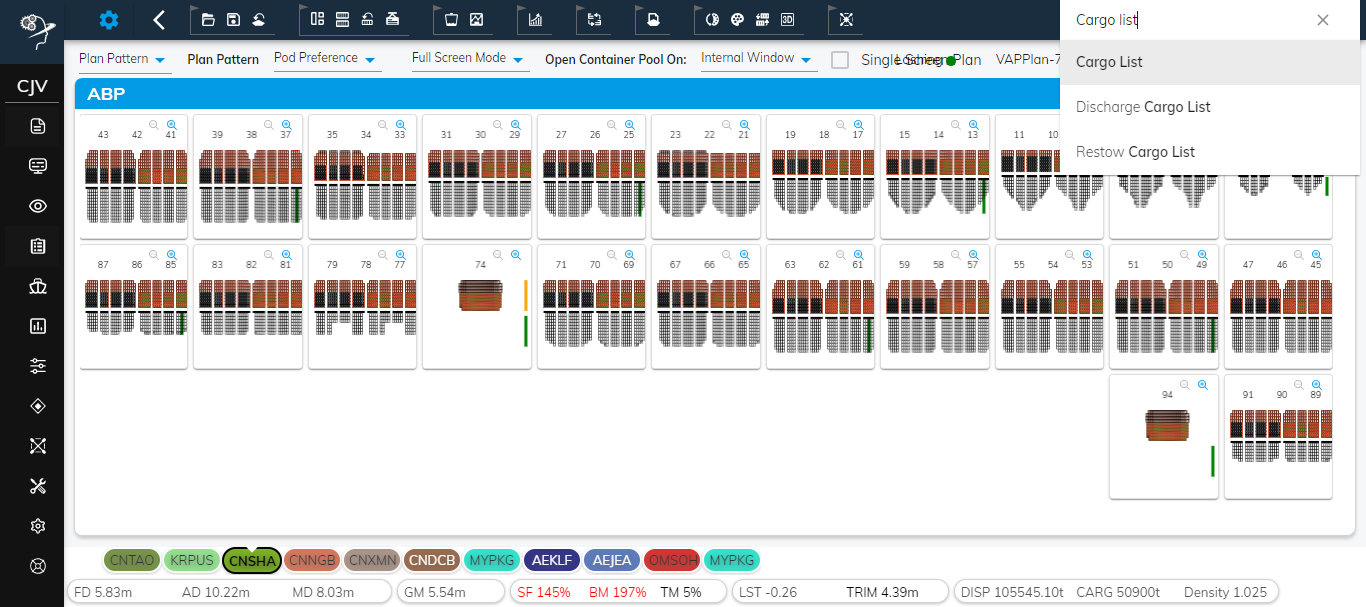 Cargo list
Plan Pattern Plan Pattern Pod Preference Full Screen Mode Open Container Pool On: Internal Window Single Screen Plan VAPPlan-7
Cargo List
CJV
ABP
Discharge Cargo List
Restow Cargo List
43 42 41 39 38 37 35 34 33 31 30 29 27 26 25 23 22 21 19 18 17 15 14 13 11 10
87 86 85 83 82 81 79 78 77 74 71 70 69 67 66 65 63 62 61 59 58 57 55 54 53 51 50 49 47 46 45
94 91 90 89
CNTAO KRPUS CNSHA CNNGB CNXMN CNDCB MYPKG AEKLF AEJEA OMSOH MYPKG
FD 5.83m AD 10.22m MD 8.03m GM 5.54m SF 145% BM 197% TM 5% LST -0.26 TRIM 4.39m DISP 105545.10t CARG 50900t Density 1.025